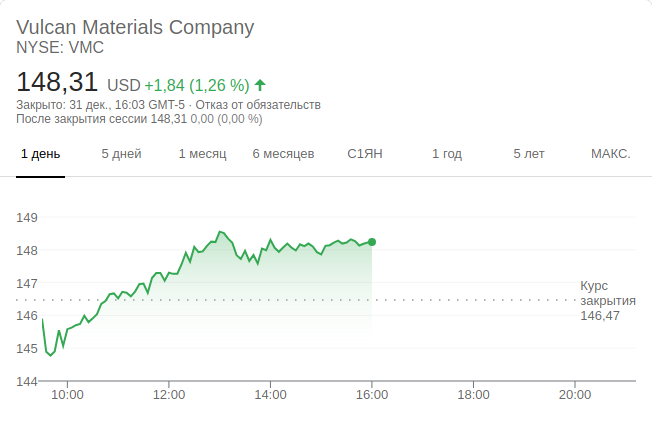 Vulcan Materials Company
NYSE: VMC
148,31 USD +1,84 (1,26 %)
Закрыто: 31 дек., 16:03 GMT-5 · Отказ от обязательств
После закрытия сессии 148,31 0,00 (0,00 %)
1 день 5 дней 1 месяц 6 месяцев С1ЯН 1 год 5 лет МАКС.
149
148
147
146
145
144
Курс
закрытия
146,47
10:00 12:00 14:00 16:00 18:00 20:00